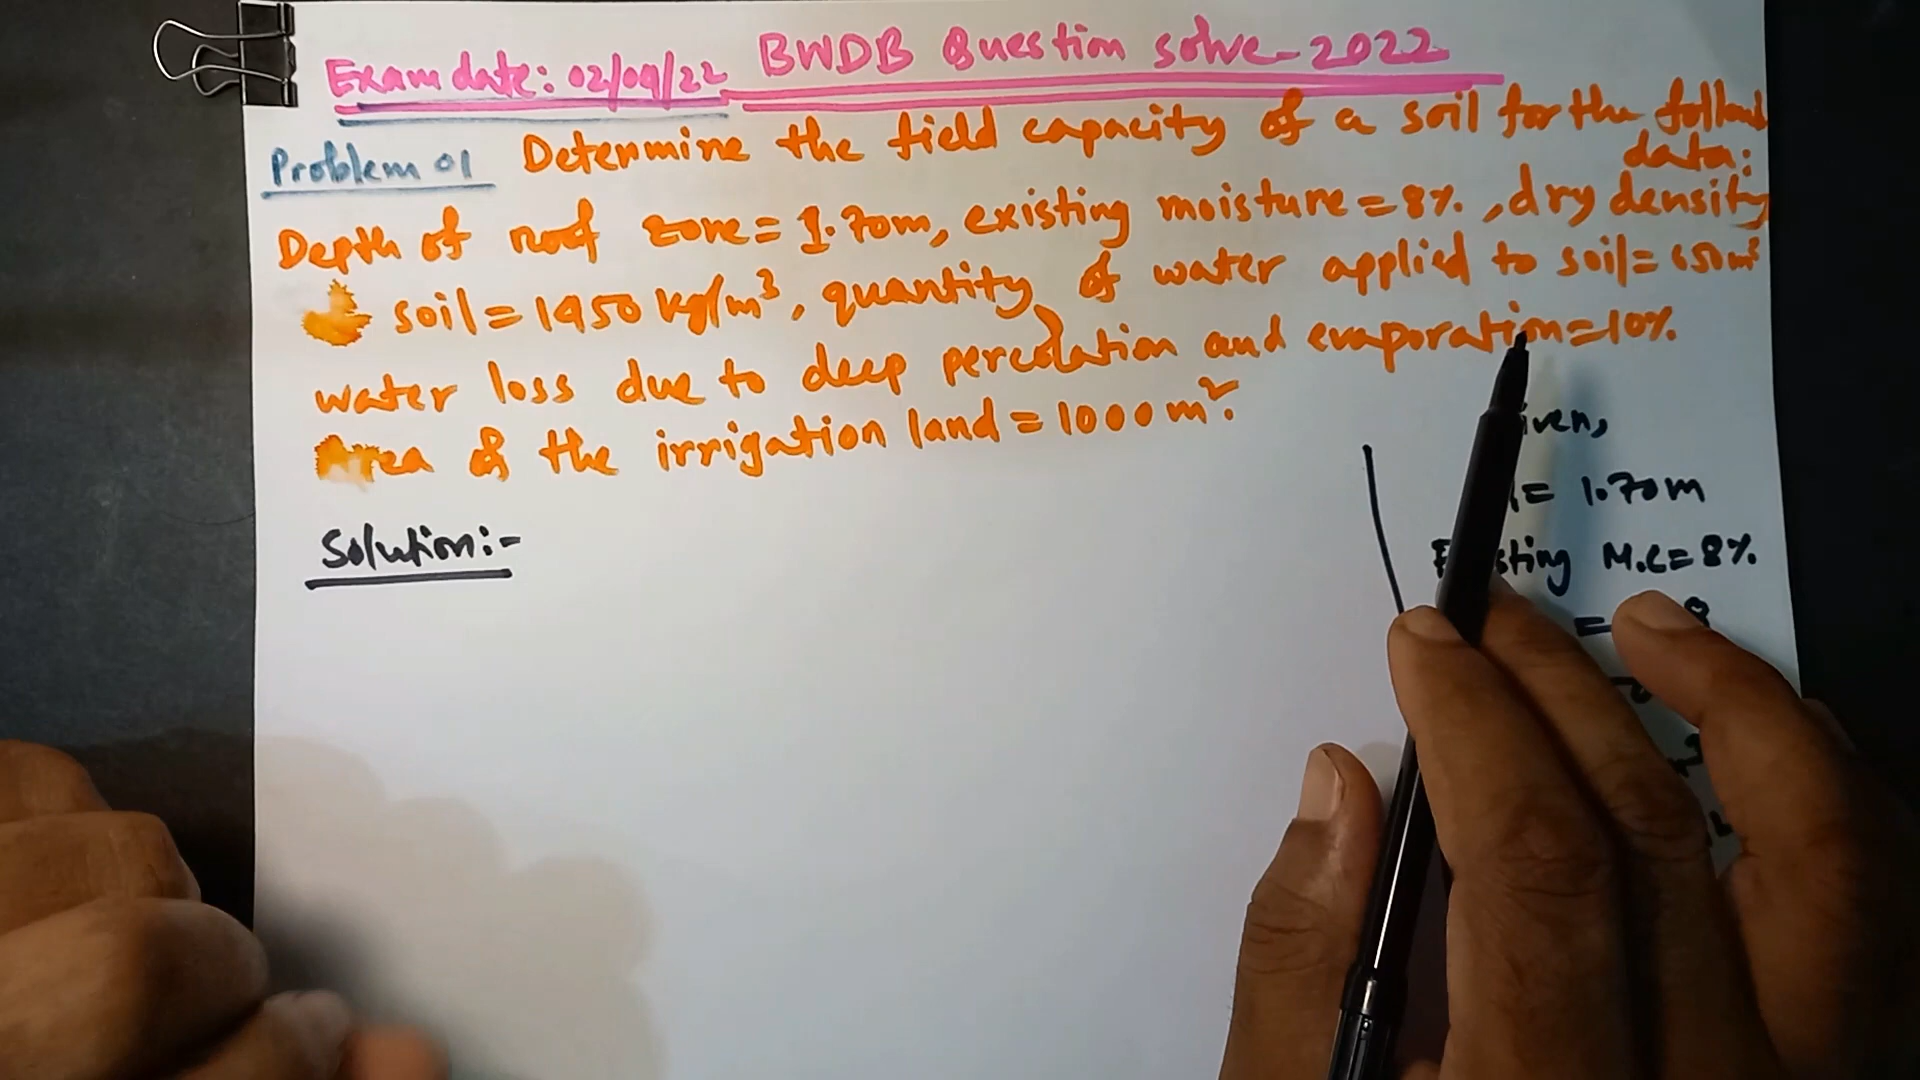 Exam date: 02/09/22 BWDB Question Solve-2022
Problem 01 Determine the field capacity of a soil for the
data:
Depth of root zone = 1.70m, existing moisture = 8%, dry density
soil = 1450 kg/m³, quantity of water applied to soil = 650m³
water loss due to deep percolation and evaporation = 10%.
Area of the irrigation land = 1000 m².
Solution:-
= 1.70m
M.C = 8%
=